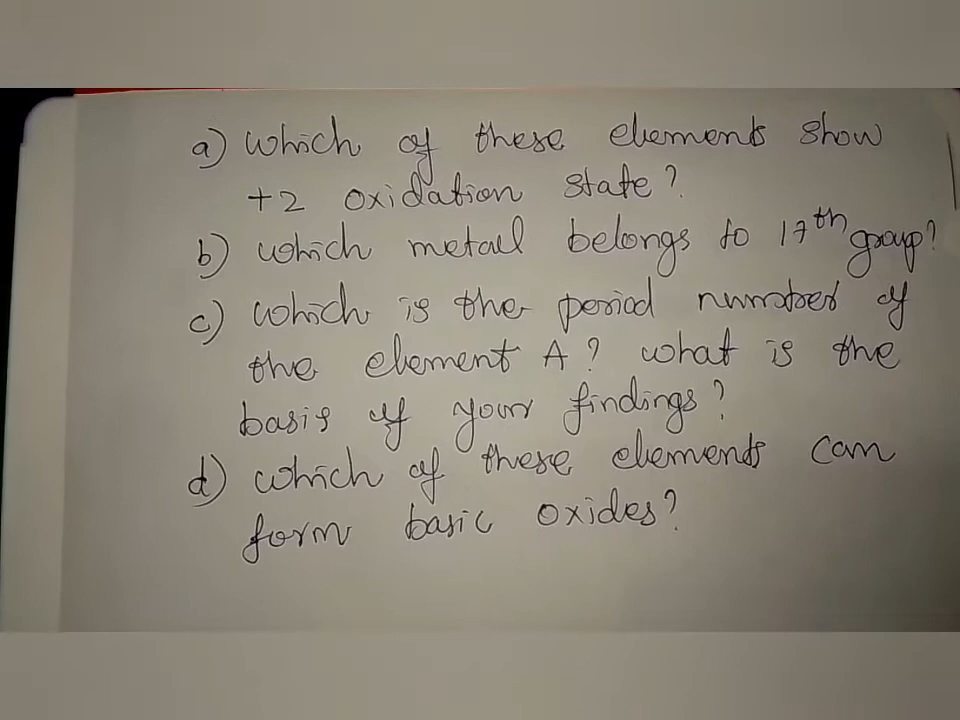 a) which of these elements show
+2 oxidation state?
b) which metall belongs to 17th group?
c) which is the period number of
the element A? what is the
basis of your findings?
d) which of these elements can
form basic oxides?